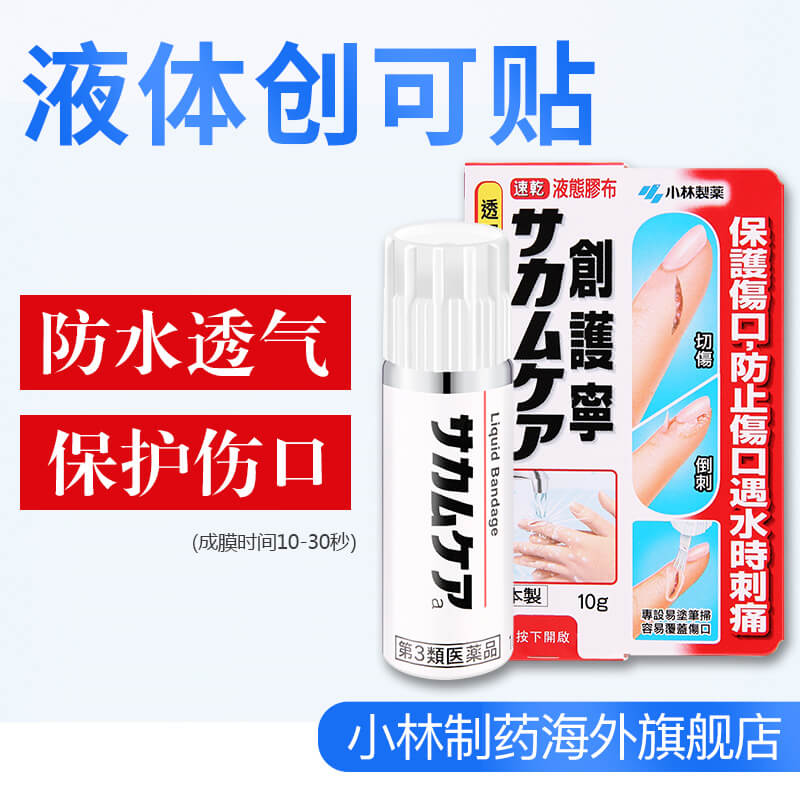 液体创可贴
防水透气
保护伤口
(成膜时间10-30秒)
Liquid Bandage
サカムケア
a
第3類医薬品
透
速乾 液態膠布
サカムケア
創護寧
本製
10g
按下開啟
小林製薬
保護傷口,防止傷口遇水時刺痛
切傷
倒刺
專設易塗筆掃
容易覆蓋傷口
小林制药海外旗舰店